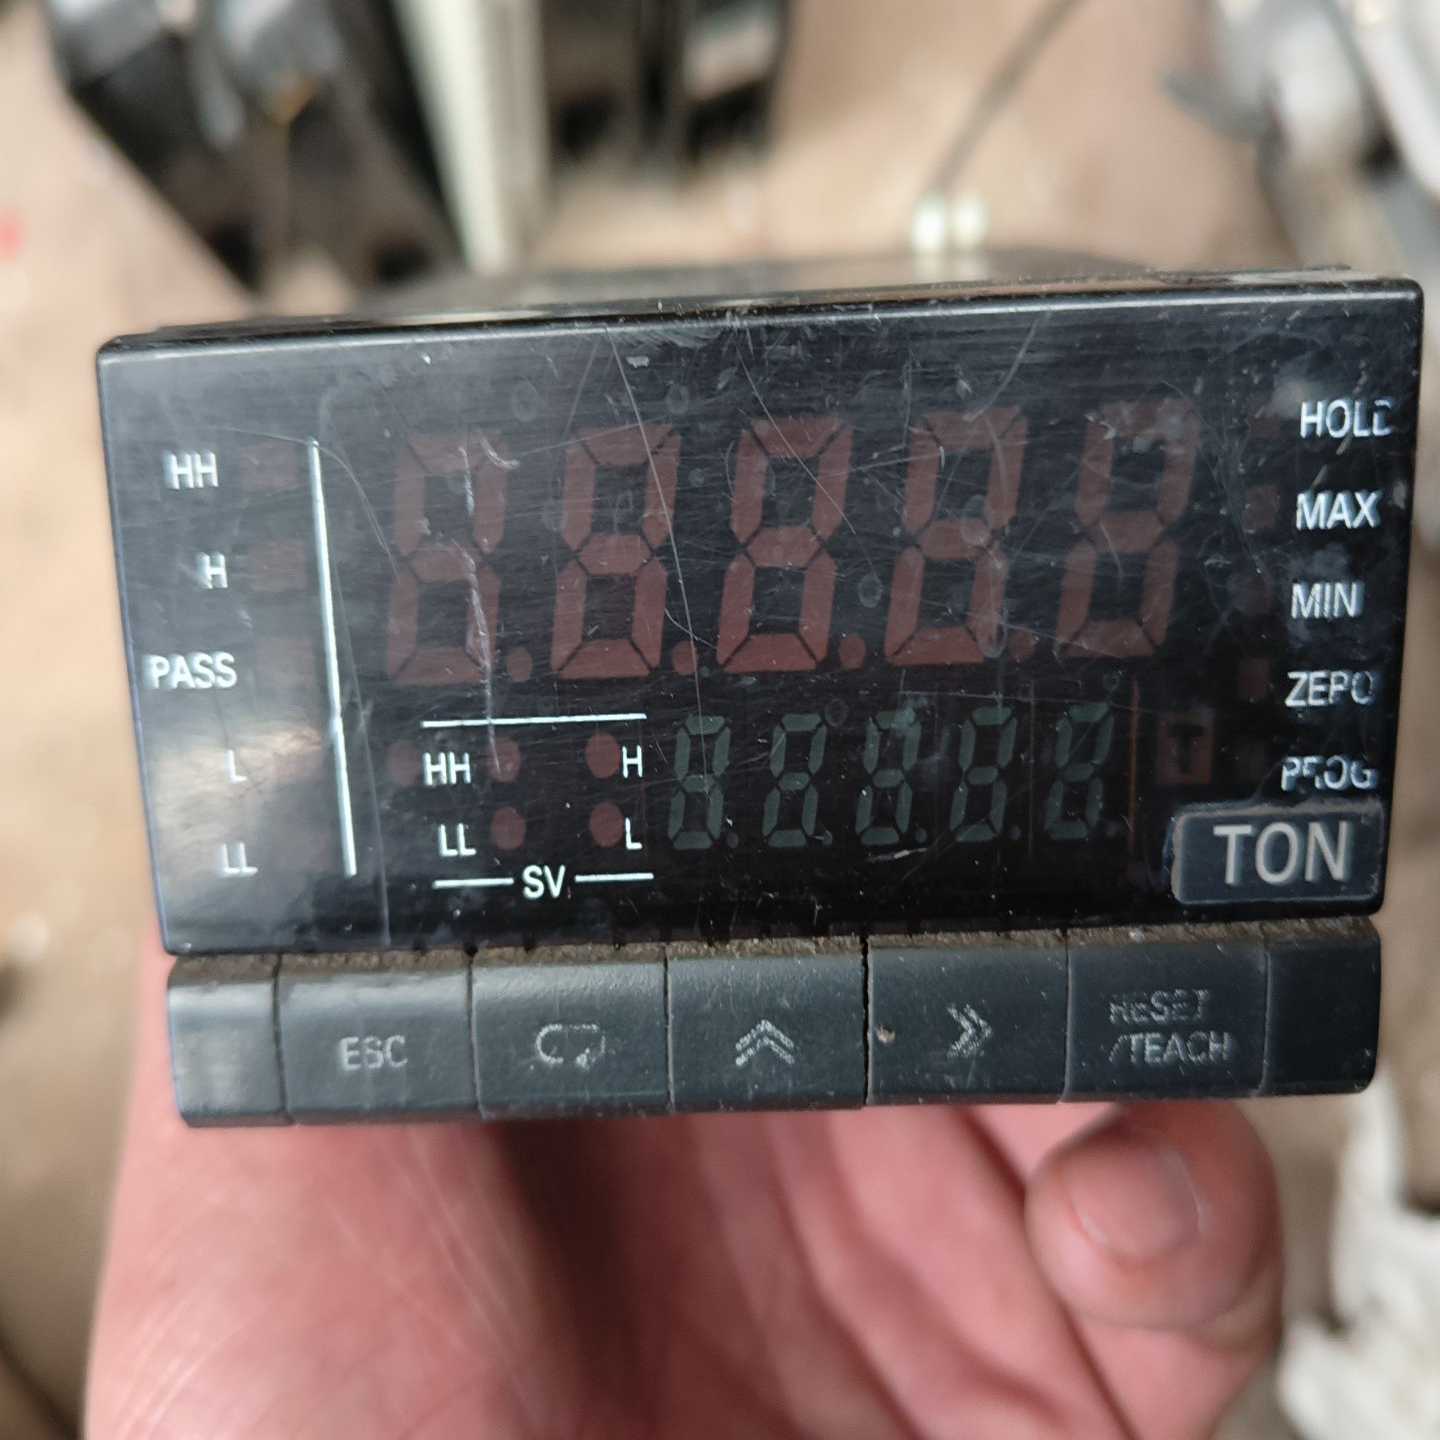 HH
H
PASS
L
LL
HH H
LL L
SV
HOLD
MAX
MIN
ZERO
PROG
T
TON
ESC
RESET
/TEACH